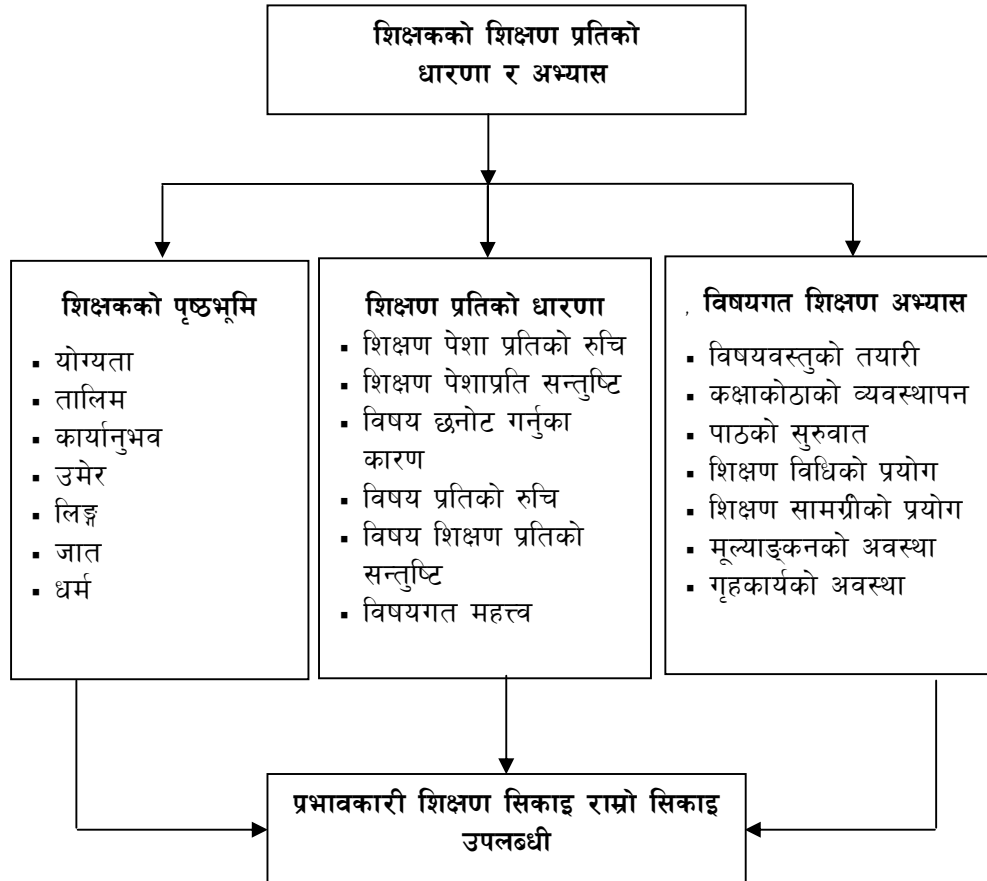 शिक्षकको शिक्षण प्रतिको
धारणा र अभ्यास
शिक्षकको पृष्ठभूमि
▪ योग्यता
▪ तालिम
▪ कार्यानुभव
▪ उमेर
▪ लिङ्ग
▪ जात
▪ धर्म
शिक्षण प्रतिको धारणा
▪ शिक्षण पेशा प्रतिको रुचि
▪ शिक्षण पेशाप्रति सन्तुष्टि
▪ विषय छनोट गर्नुका
कारण
▪ विषय प्रतिको रुचि
▪ विषय शिक्षण प्रतिको
सन्तुष्टि
▪ विषयगत महत्त्व
, विषयगत शिक्षण अभ्यास
▪ विषयवस्तुको तयारी
▪ कक्षाकोठाको व्यवस्थापन
▪ पाठको सुरुवात
▪ शिक्षण विधिको प्रयोग
▪ शिक्षण सामग्रीको प्रयोग
▪ मूल्याङ्कनको अवस्था
▪ गृहकार्यको अवस्था
प्रभावकारी शिक्षण सिकाइ राम्रो सिकाइ
उपलब्धी